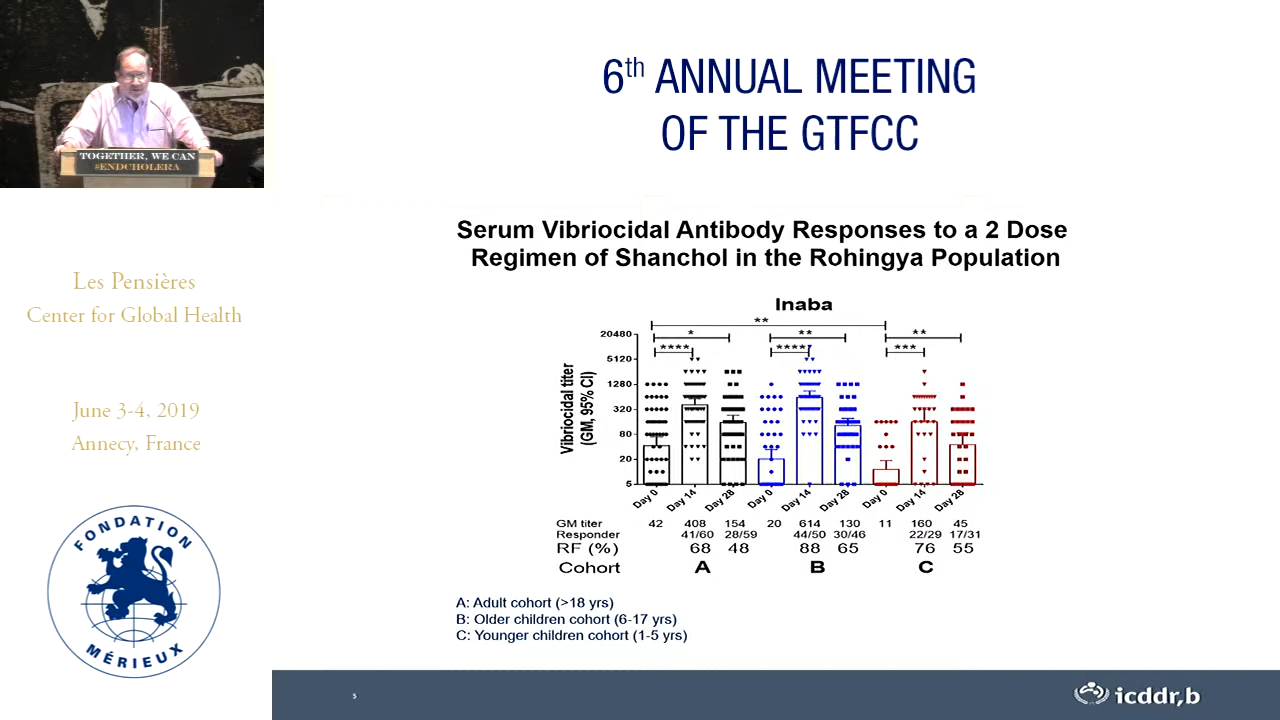 TOGETHER, WE CAN
#ENDCHOLERA
6th ANNUAL MEETING
OF THE GTFCC
Les Pensières
Center for Global Health
June 3-4, 2019
Annecy, France
FONDATION
MÉRIEUX
Serum Vibriocidal Antibody Responses to a 2 Dose
Regimen of Shanchol in the Rohingya Population
Inaba
**
* ** **
**** **** ***
Vibriocidal titer
(GM, 95% CI)
20480
5120
1280
320
80
20
5
Day 0 Day 14 Day 28 Day 0 Day 14 Day 28 Day 0 Day 14 Day 28
GM titer 42 408 154 20 614 130 11 160 45
Responder 41/60 28/59 44/50 30/46 22/29 17/31
RF (%) 68 48 88 65 76 55
Cohort A B C
A: Adult cohort (>18 yrs)
B: Older children cohort (6-17 yrs)
C: Younger children cohort (1-5 yrs)
5
icddr,b